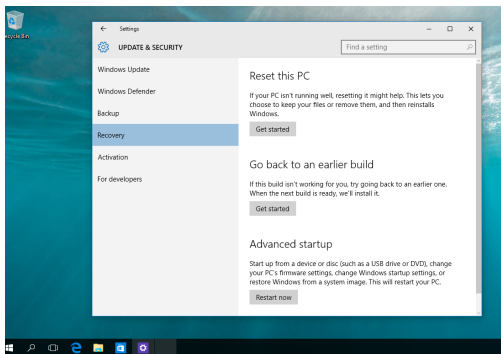 Recycle Bin
Settings
UPDATE & SECURITY
Find a setting
Windows Update
Windows Defender
Backup
Recovery
Activation
For developers
Reset this PC
If your PC isn't running well, resetting it might help. This lets you
choose to keep your files or remove them, and then reinstalls
Windows.
Get started
Go back to an earlier build
If this build isn't working for you, try going back to an earlier one.
When the next build is ready, we'll install it.
Get started
Advanced startup
Start up from a device or disc (such as a USB drive or DVD), change
your PC's firmware settings, change Windows startup settings, or
restore Windows from a system image. This will restart your PC.
Restart now